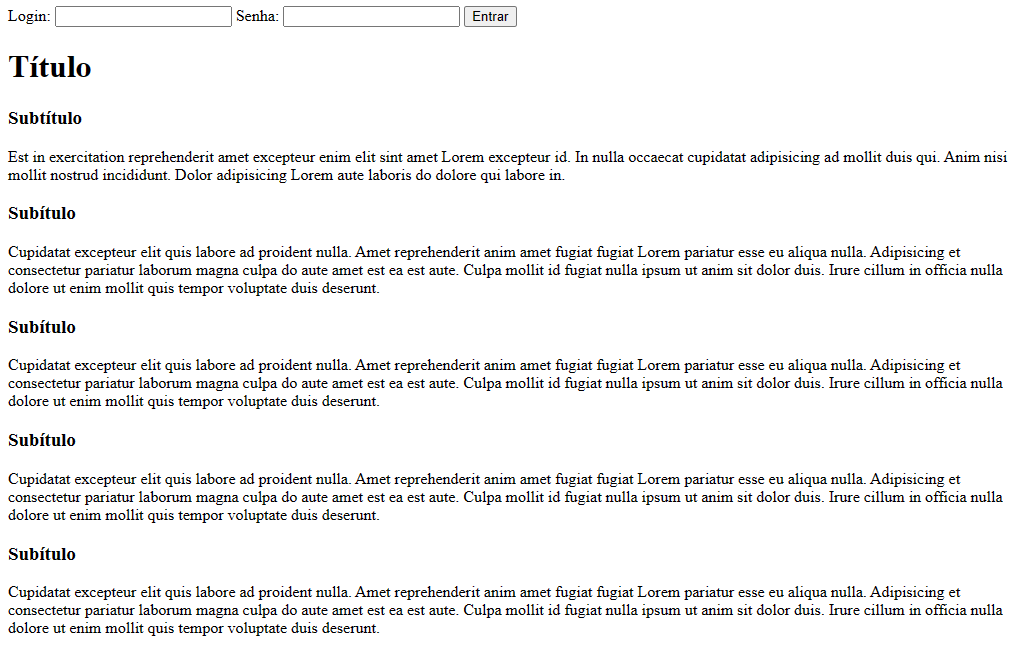 Login: Senha: Entrar
Título
Subtítulo
Est in exercitation reprehenderit amet excepteur enim elit sint amet Lorem excepteur id. In nulla occaecat cupidatat adipisicing ad mollit duis qui. Anim nisi
mollit nostrud incididunt. Dolor adipisicing Lorem aute laboris do dolore qui labore in.
Subítulo
Cupidatat excepteur elit quis labore ad proident nulla. Amet reprehenderit anim amet fugiat fugiat Lorem pariatur esse eu aliqua nulla. Adipisicing et
consectetur pariatur laborum magna culpa do aute amet est ea est aute. Culpa mollit id fugiat nulla ipsum ut anim sit dolor duis. Irure cillum in officia nulla
dolore ut enim mollit quis tempor voluptate duis deserunt.
Subítulo
Cupidatat excepteur elit quis labore ad proident nulla. Amet reprehenderit anim amet fugiat fugiat Lorem pariatur esse eu aliqua nulla. Adipisicing et
consectetur pariatur laborum magna culpa do aute amet est ea est aute. Culpa mollit id fugiat nulla ipsum ut anim sit dolor duis. Irure cillum in officia nulla
dolore ut enim mollit quis tempor voluptate duis deserunt.
Subítulo
Cupidatat excepteur elit quis labore ad proident nulla. Amet reprehenderit anim amet fugiat fugiat Lorem pariatur esse eu aliqua nulla. Adipisicing et
consectetur pariatur laborum magna culpa do aute amet est ea est aute. Culpa mollit id fugiat nulla ipsum ut anim sit dolor duis. Irure cillum in officia nulla
dolore ut enim mollit quis tempor voluptate duis deserunt.
Subítulo
Cupidatat excepteur elit quis labore ad proident nulla. Amet reprehenderit anim amet fugiat fugiat Lorem pariatur esse eu aliqua nulla. Adipisicing et
consectetur pariatur laborum magna culpa do aute amet est ea est aute. Culpa mollit id fugiat nulla ipsum ut anim sit dolor duis. Irure cillum in officia nulla
dolore ut enim mollit quis tempor voluptate duis deserunt.